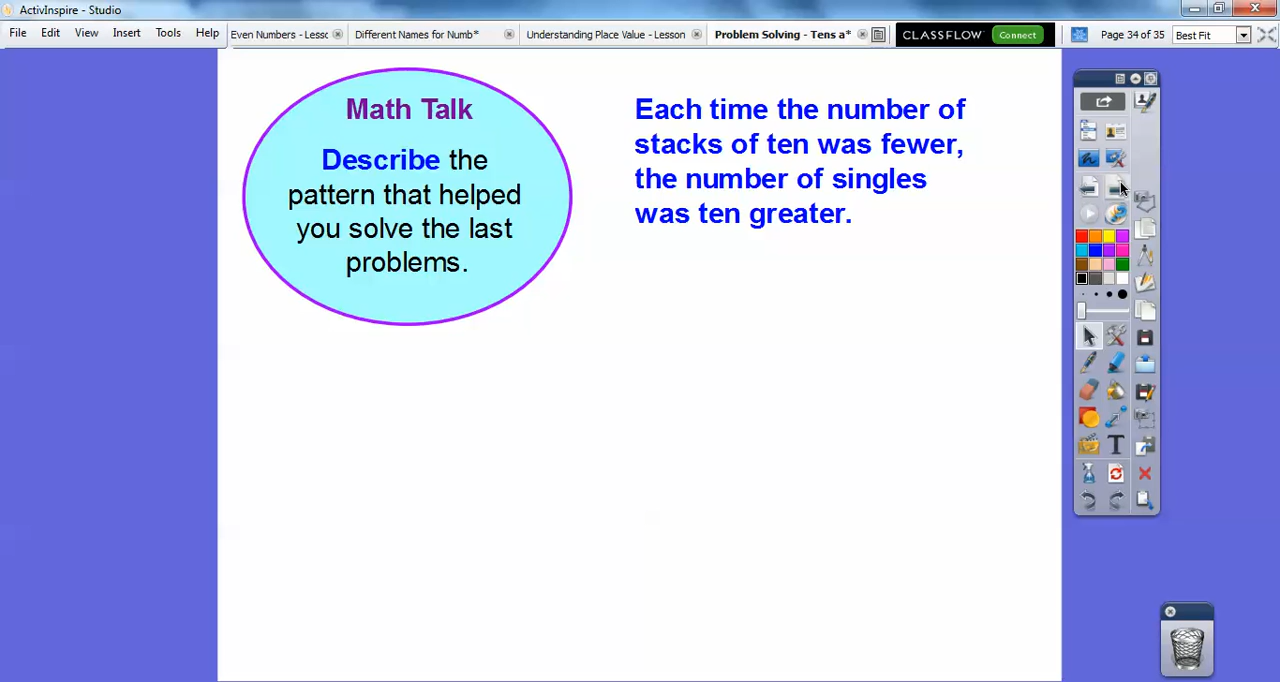 ActivInspire - Studio
File Edit View Insert Tools Help
Even Numbers - Lessc
Different Names for Numb*
Understanding Place Value - Lesson
Problem Solving - Tens a*
CLASSFLOW
Connect
Page 34 of 35
Best Fit
Math Talk
Describe the
pattern that helped
you solve the last
problems.
Each time the number of
stacks of ten was fewer,
the number of singles
was ten greater.
T